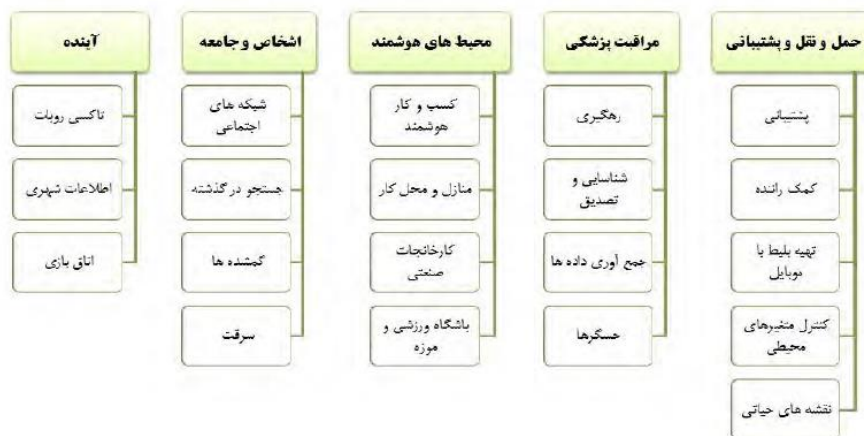 حمل و نقل و پشتیبانی
پشتیبانی
کمک راننده
تهیه بلیط با
موبایل
کنترل متغیرهای
محیطی
نقشه های حیاتی
مراقبت پزشکی
رهگیری
شناسایی و
تصدیق
جمع آوری داده ها
حسگرها
محیط های هوشمند
کسب و کار
هوشمند
منازل و محل کار
کارخانجات
صنعتی
باشگاه ورزشی و
موزه
اشخاص و جامعه
شبکه های
اجتماعی
جستجو در گذشته
گمشده ها
سرقت
آینده
تاکسی روبات
اطلاعات شهری
اتاق بازی